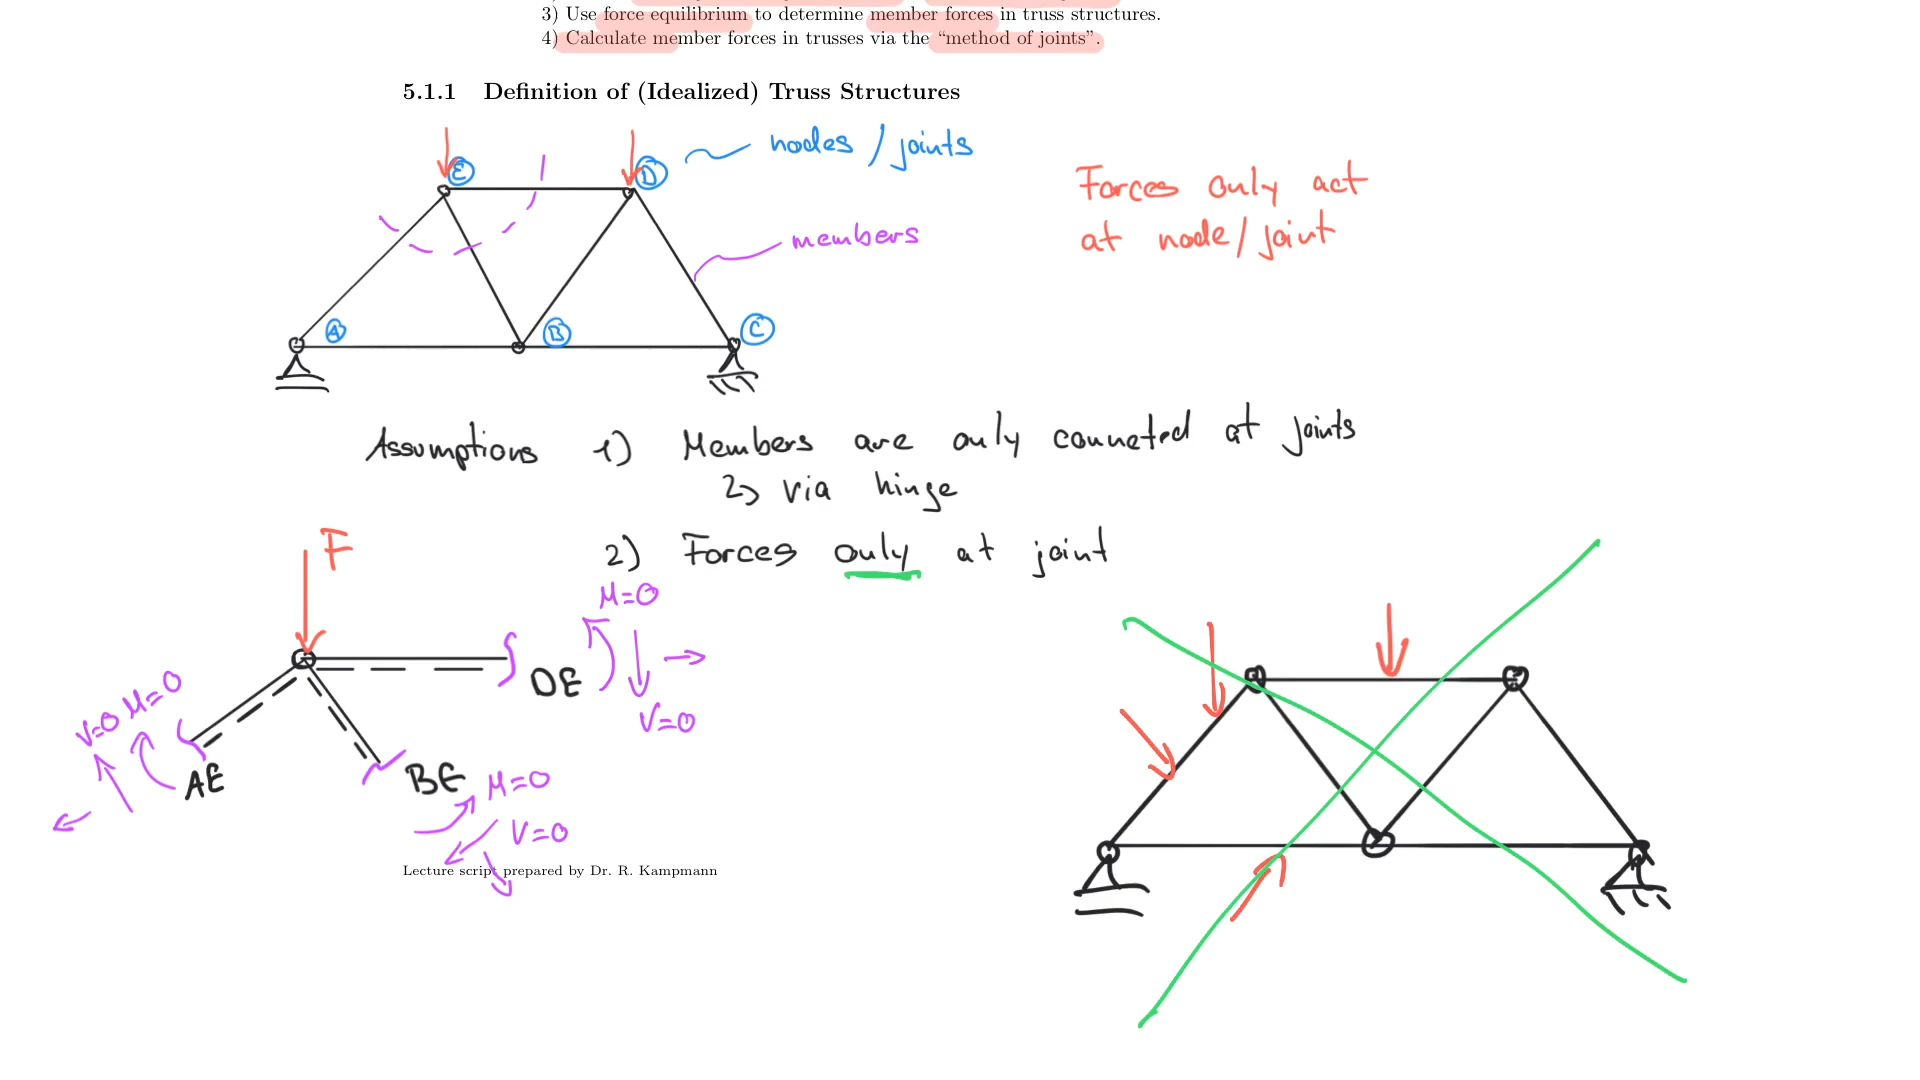 3) Use force equilibrium to determine member forces in truss structures.
4) Calculate member forces in trusses via the “method of joints”.
5.1.1 Definition of (Idealized) Truss Structures
E
D
nodes / joints
Forces only act
at node/joint
members
A
B
C
Assumptions 1) Members are only conneted at joints
2) via hinge
F
2) Forces only at joint
M=0
DE
V=0
V=0 M=0
AE
BE
M=0
V=0
Lecture script prepared by Dr. R. Kampmann